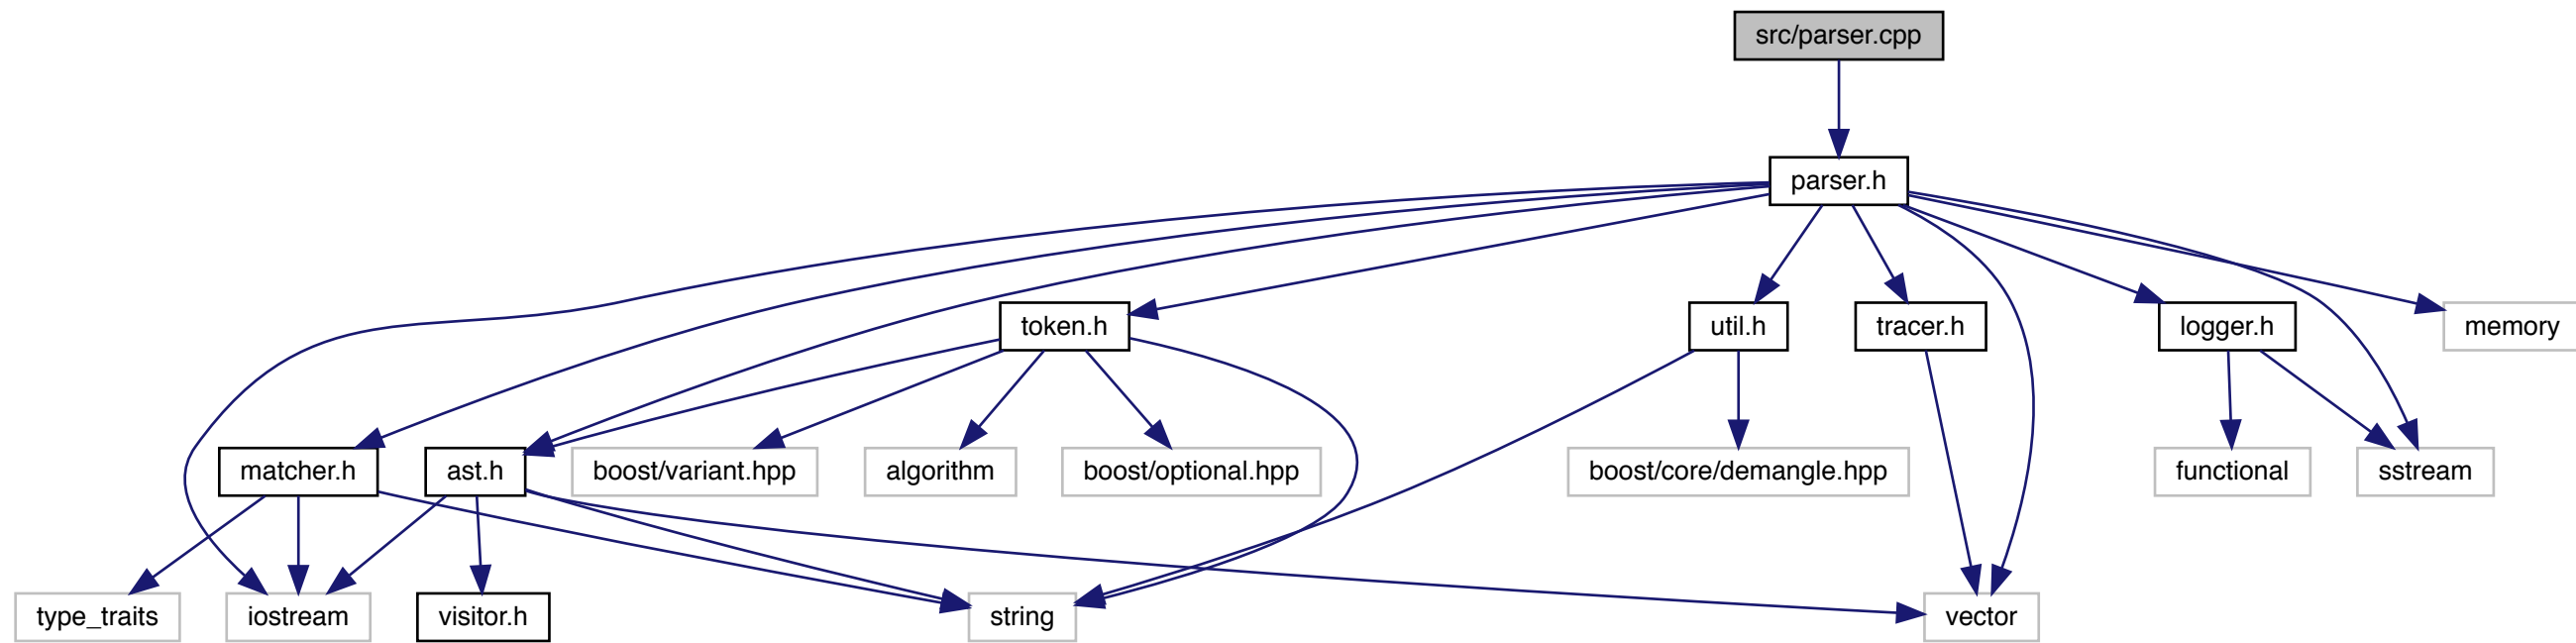 src/parser.cpp
parser.h
token.h
util.h
tracer.h
logger.h
memory
matcher.h
ast.h
boost/variant.hpp
algorithm
boost/optional.hpp
boost/core/demangle.hpp
functional
sstream
type_traits
iostream
visitor.h
string
vector